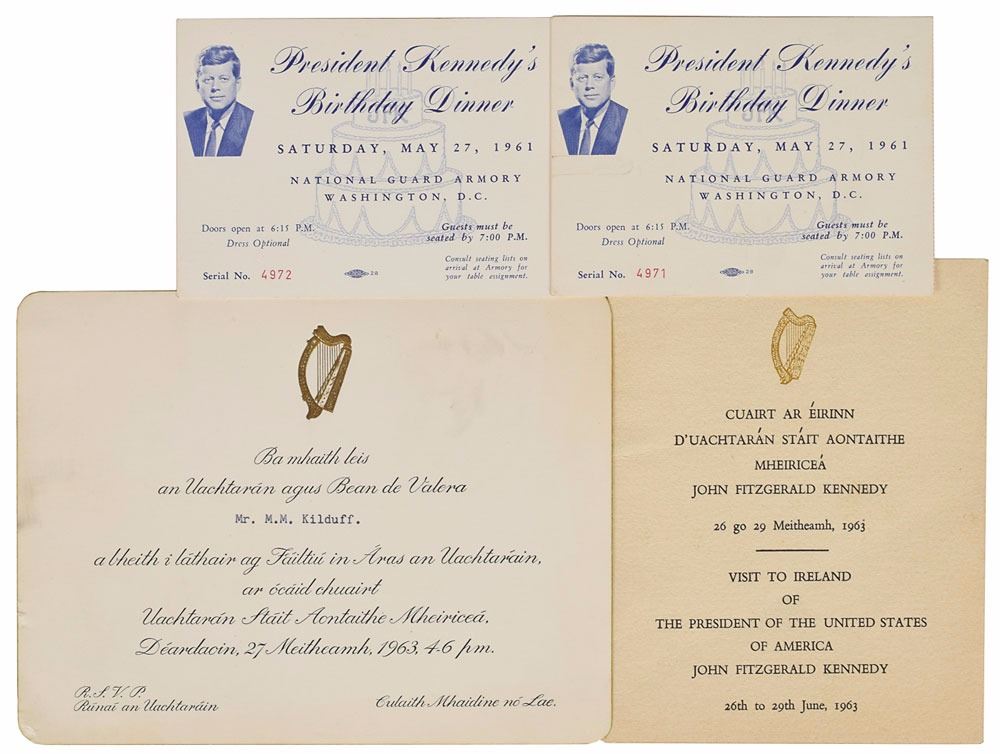 President Kennedy's
Birthday Dinner
JFK
SATURDAY, MAY 27, 1961
NATIONAL GUARD ARMORY
WASHINGTON, D.C.
Doors open at 6:15 P.M.
Dress Optional
Guests must be
seated by 7:00 P.M.
Serial No. 4972
28
Consult seating lists on
arrival at Armory for
your table assignment.
President Kennedy's
Birthday Dinner
JFK
SATURDAY, MAY 27, 1961
NATIONAL GUARD ARMORY
WASHINGTON, D.C.
Doors open at 6:15 P.M.
Dress Optional
Guests must be
seated by 7:00 P.M.
Serial No. 4971
28
Consult seating lists on
arrival at Armory for
your table assignment.
Ba mhaith leis
an Uachtarán agus Bean de Valera
Mr. M.M. Kilduff.
a bheith i láthair ag Fáiltiú in Áras an Uachtaráin,
ar ócáid chuairt
Uachtarán Stáit Aontaithe Mheiriceá,
Déardaoin, 27 Meitheamh, 1963, 4-6 p.m.
R.S.V.P.
Rúnaí an Uachtaráin
Culaith Mhaidine nó Lae.
CUAIRT AR ÉIRINN
D'UACHTARÁN STÁIT AONTAITHE
MHEIRICEÁ
JOHN FITZGERALD KENNEDY
26 go 29 Meitheamh, 1963
VISIT TO IRELAND
OF
THE PRESIDENT OF THE UNITED STATES
OF AMERICA
JOHN FITZGERALD KENNEDY
26th to 29th June, 1963